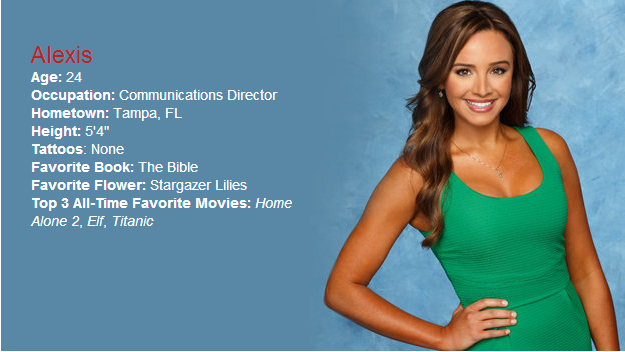 Alexis
Age: 24
Occupation: Communications Director
Hometown: Tampa, FL
Height: 5'4"
Tattoos: None
Favorite Book: The Bible
Favorite Flower: Stargazer Lilies
Top 3 All-Time Favorite Movies: Home
Alone 2, Elf, Titanic